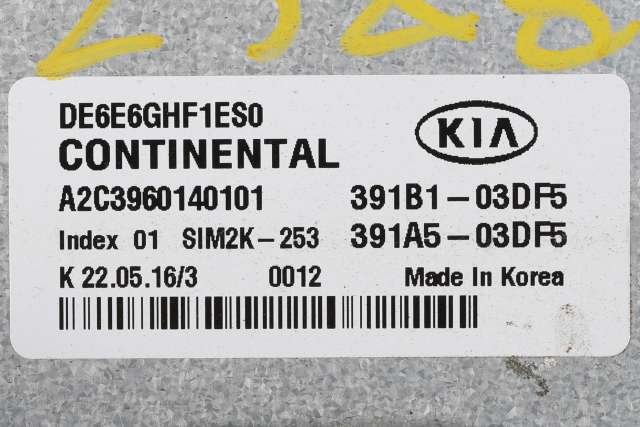 DE6E6GHF1ES0
KIA
CONTINENTAL
A2C3960140101 391B1-03DF5
Index 01 SIM2K-253 391A5-03DF5
K 22.05.16/3 0012 Made In Korea